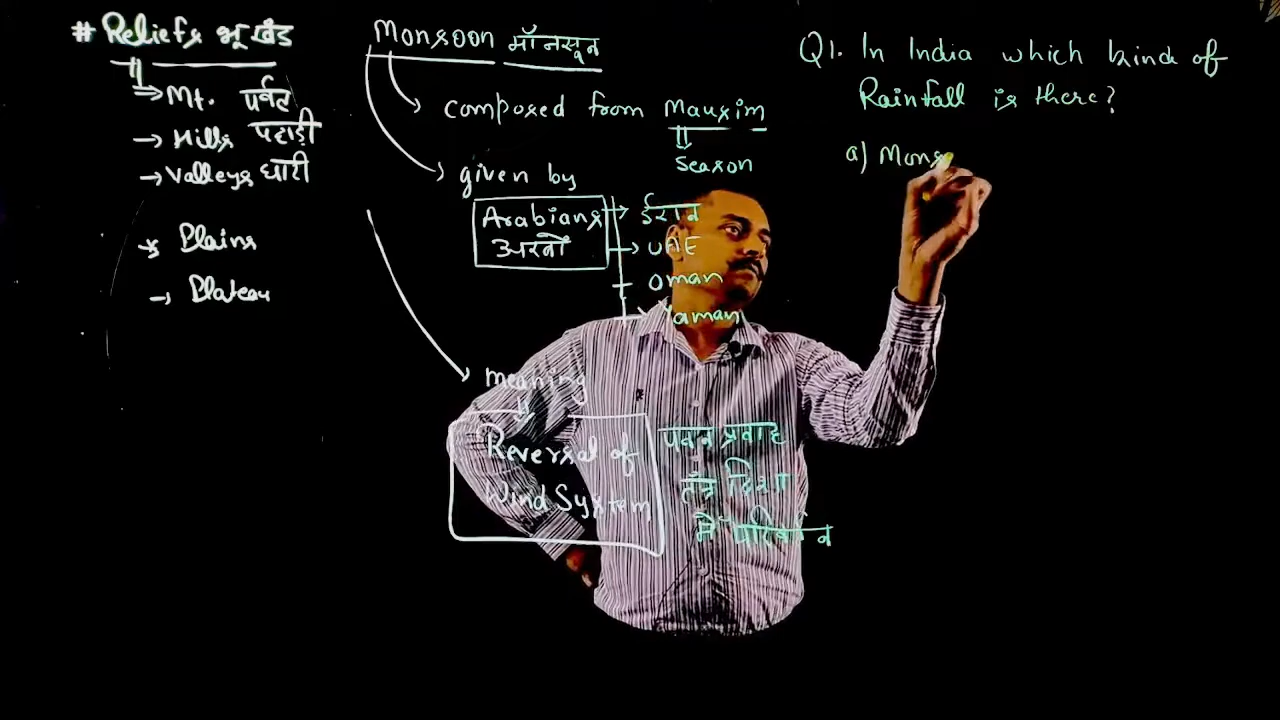 # Reliefs भू खंड
→ Mt. पर्वत
→ Hills पहाड़ी
→ Valleys घाटी
→ Plains
→ Plateau
Monsoon मॉनसून
→ composed from Mausim
Season
→ given by
Arabians → ईरान
अरबों → UAE
Oman
Yaman
→ meaning
Reversal of
Wind System
पवन प्रवाह
तंत्र दिशा
में परिवर्तन
Q1. In India which kind of
Rainfall is there?
a) Mons